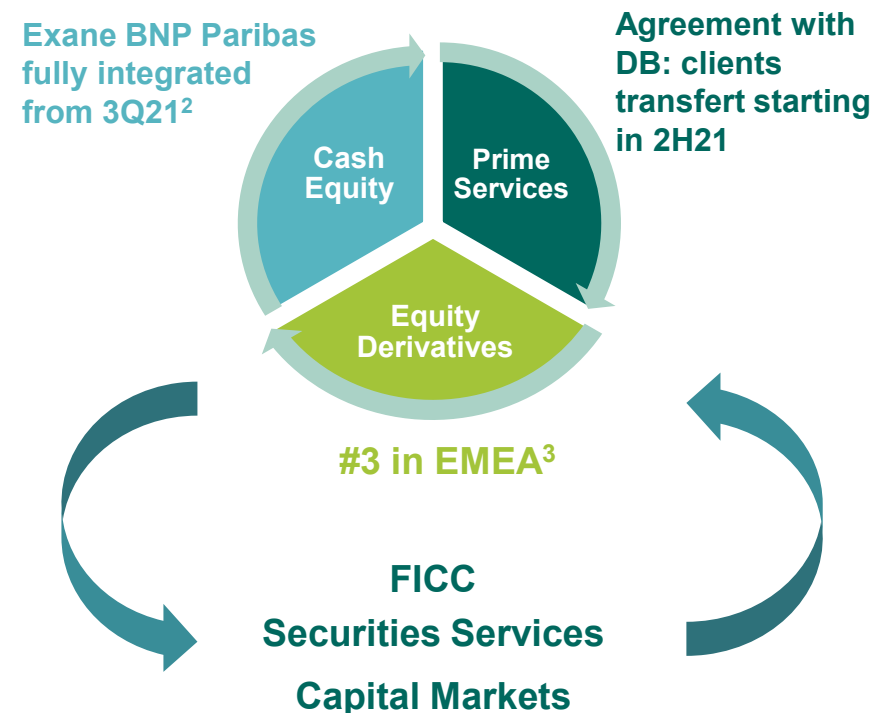 Exane BNP Paribas
fully integrated
from 3Q21²
Agreement with
DB: clients
transfert starting
in 2H21
Cash
Equity
Prime
Services
Equity
Derivatives
#3 in EMEA³
FICC
Securities Services
Capital Markets